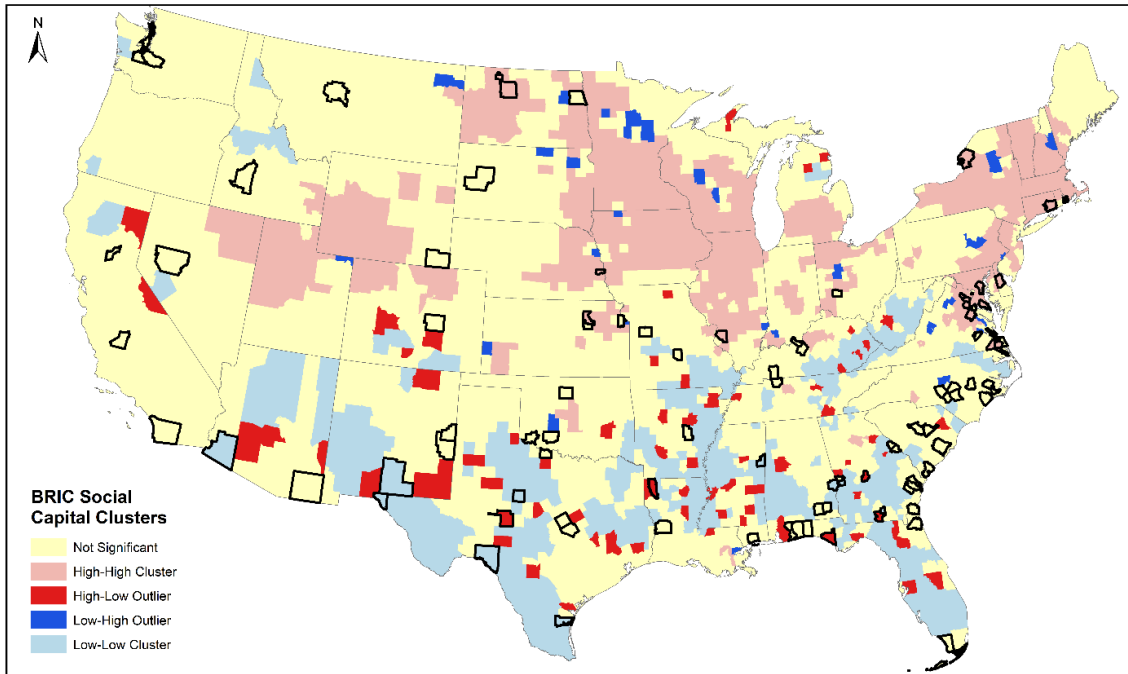 N
BRIC Social
Capital Clusters
Not Significant
High-High Cluster
High-Low Outlier
Low-High Outlier
Low-Low Cluster